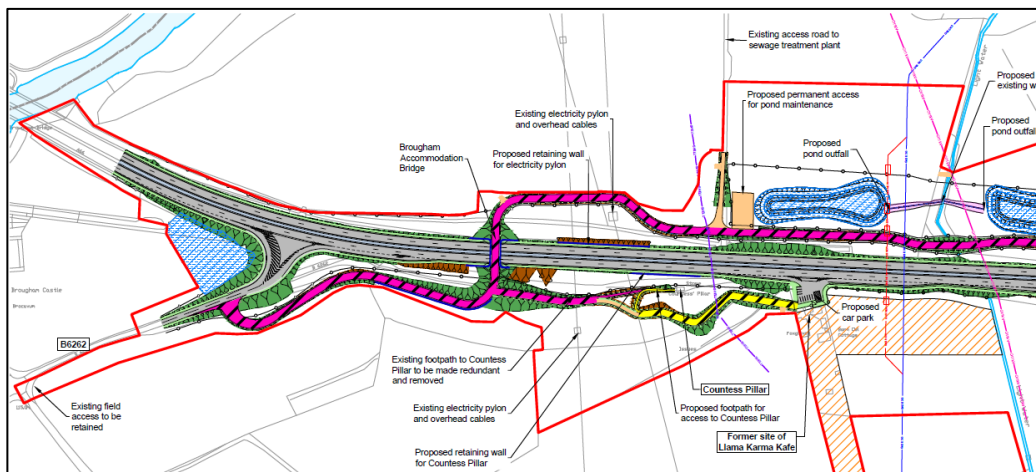 Existing access road to
sewage treatment plant
Light Water
Proposed
existing w
Proposed permanent access
for pond maintenance
Existing electricity pylon
and overhead cables
Proposed
pond outfall
Proposed
pond outfall
Brougham
Accommodation
Bridge
Proposed retaining wall
for electricity pylon
Brougham Castle
B6262
Existing field
access to be
retained
Existing footpath to Countess
Pillar to be made redundant
and removed
Existing electricity pylon
and overhead cables
Proposed retaining wall
for Countess Pillar
Countess Pillar
Proposed footpath for
access to Countess Pillar
Former site of
Llama Karma Kafe
Proposed
car park